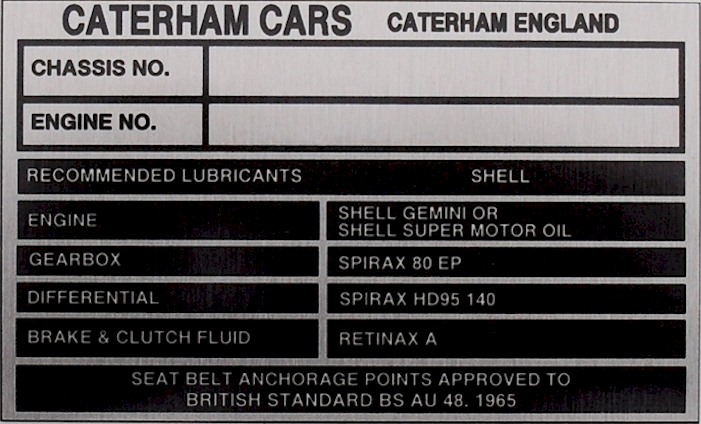 CATERHAM CARS CATERHAM ENGLAND
CHASSIS NO.
ENGINE NO.
RECOMMENDED LUBRICANTS SHELL
ENGINE SHELL GEMINI OR
SHELL SUPER MOTOR OIL
GEARBOX SPIRAX 80 EP
DIFFERENTIAL SPIRAX HD95 140
BRAKE & CLUTCH FLUID RETINAX A
SEAT BELT ANCHORAGE POINTS APPROVED TO
BRITISH STANDARD BS AU 48. 1965